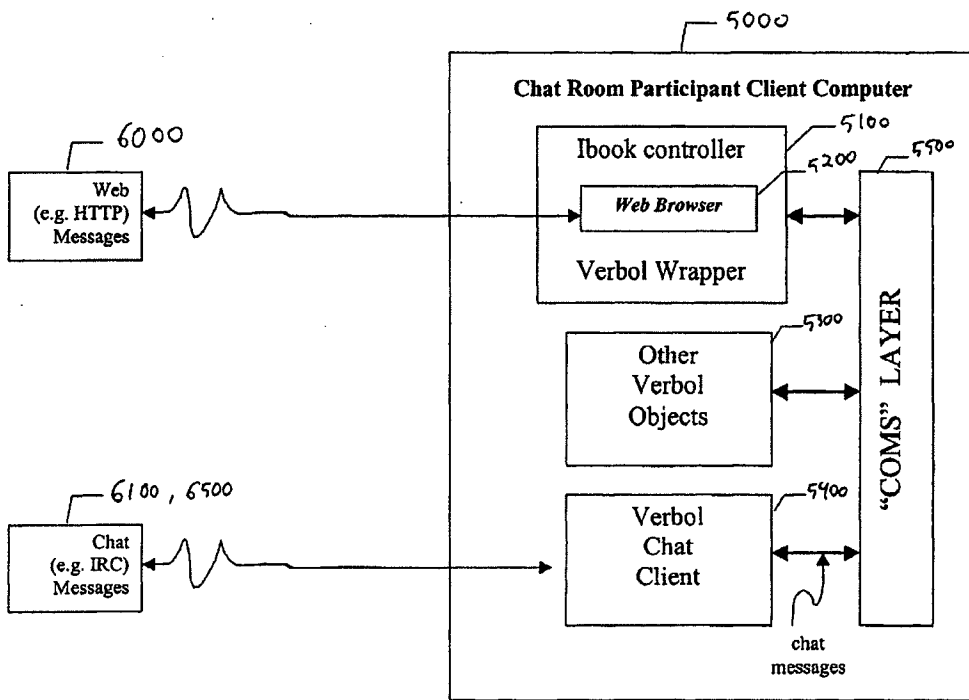 5000
Chat Room Participant Client Computer
6000
Web
(e.g. HTTP)
Messages
5100
Ibook controller
5200
Web Browser
Verbol Wrapper
5500
"COMS" LAYER
5300
Other
Verbol
Objects
6100, 6500
Chat
(e.g. IRC)
Messages
5400
Verbol
Chat
Client
chat
messages